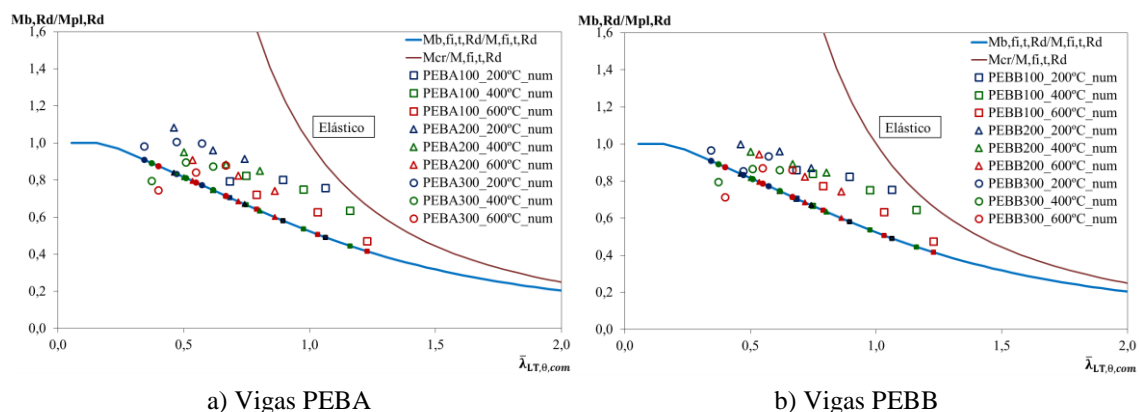 Mb,Rd/Mpl,Rd
1,6
1,4
1,2
1,0
0,8
0,6
0,4
0,2
0,0
0,0
0,5
1,0
1,5
2,0
Elástico
Mb,fi,t,Rd/M,fi,t,Rd
Mcr/M,fi,t,Rd
PEBA100_200ºC_num
PEBA100_400ºC_num
PEBA100_600ºC_num
PEBA200_200ºC_num
PEBA200_400ºC_num
PEBA200_600ºC_num
PEBA300_200ºC_num
PEBA300_400ºC_num
PEBA300_600ºC_num
λ̄LT,θ,com
a) Vigas PEBA
Mb,Rd/Mpl,Rd
1,6
1,4
1,2
1,0
0,8
0,6
0,4
0,2
0,0
0,0
0,5
1,0
1,5
2,0
Elástico
Mb,fi,t,Rd/M,fi,t,Rd
Mcr/M,fi,t,Rd
PEBB100_200ºC_num
PEBB100_400ºC_num
PEBB100_600ºC_num
PEBB200_200ºC_num
PEBB200_400ºC_num
PEBB200_600ºC_num
PEBB300_200ºC_num
PEBB300_400ºC_num
PEBB300_600ºC_num
λ̄LT,θ,com
b) Vigas PEBB